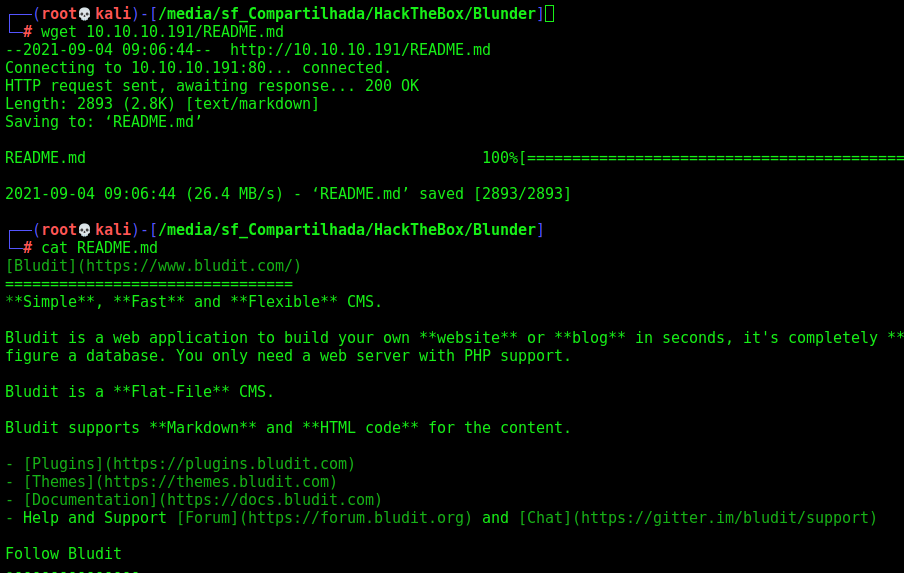 ┌──(root💀kali)-[/media/sf_Compartilhada/HackTheBox/Blunder]
└─# wget 10.10.10.191/README.md
--2021-09-04 09:06:44--  http://10.10.10.191/README.md
Connecting to 10.10.10.191:80... connected.
HTTP request sent, awaiting response... 200 OK
Length: 2893 (2.8K) [text/markdown]
Saving to: ‘README.md’
README.md                                            100%[==========================================
2021-09-04 09:06:44 (26.4 MB/s) - ‘README.md’ saved [2893/2893]
┌──(root💀kali)-[/media/sf_Compartilhada/HackTheBox/Blunder]
└─# cat README.md
[Bludit](https://www.bludit.com/)
================================
**Simple**, **Fast** and **Flexible** CMS.
Bludit is a web application to build your own **website** or **blog** in seconds, it's completely **
figure a database. You only need a web server with PHP support.
Bludit is a **Flat-File** CMS.
Bludit supports **Markdown** and **HTML code** for the content.
- [Plugins](https://plugins.bludit.com)
- [Themes](https://themes.bludit.com)
- [Documentation](https://docs.bludit.com)
- Help and Support [Forum](https://forum.bludit.org) and [Chat](https://gitter.im/bludit/support)
Follow Bludit
---------------